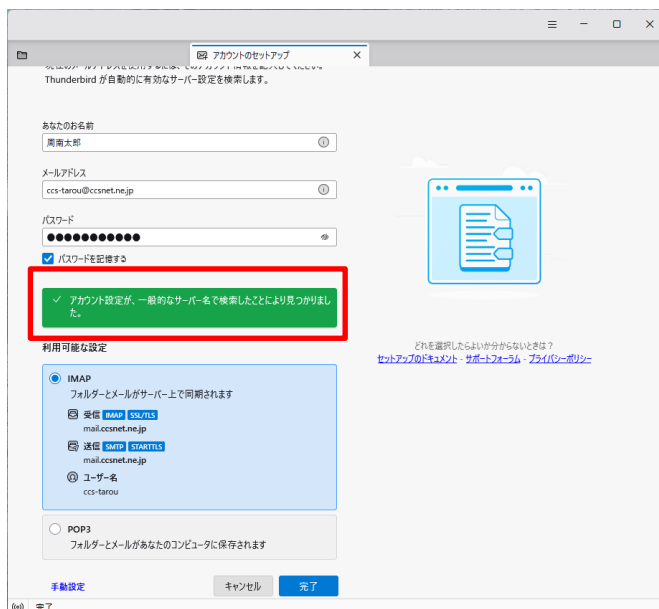 アカウントのセットアップ
Thunderbird が自動的に有効なサーバー設定を検索します。
あなたのお名前
周南太郎
メールアドレス
ccs-tarou@ccsnet.ne.jp
パスワード
●●●●●●●●●●●
パスワードを記憶する
アカウント設定が、一般的なサーバー名で検索したことにより見つかりまし
た。
利用可能な設定
どれを選択したらよいか分からないときは?
セットアップのドキュメント - サポートフォーラム - プライバシーポリシー
IMAP
フォルダーとメールがサーバー上で同期されます
受信 IMAP SSL/TLS
mail.ccsnet.ne.jp
送信 SMTP STARTTLS
mail.ccsnet.ne.jp
ユーザー名
ccs-tarou
POP3
フォルダーとメールがあなたのコンピュータに保存されます
手動設定 キャンセル 完了
完了